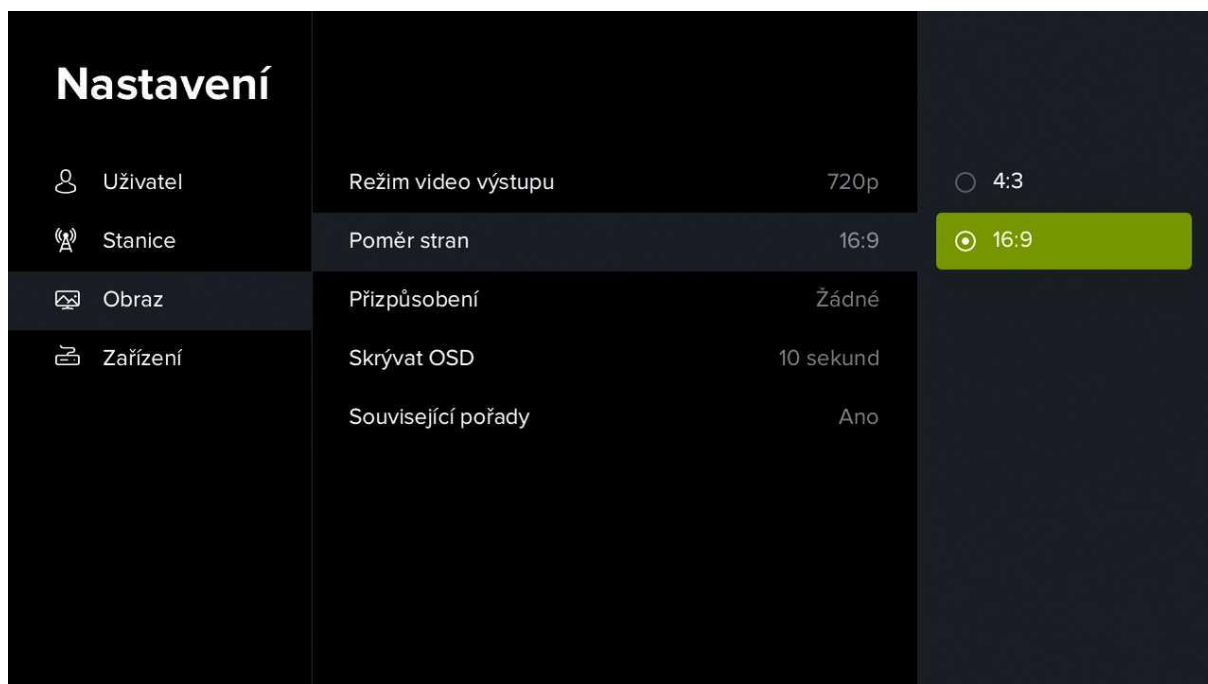 Nastavení
Uživatel
Stanice
Obraz
Zařízení
Režim video výstupu 720p
Poměr stran 16:9
Přizpůsobení Žádné
Skrývat OSD 10 sekund
Související pořady Ano
4:3
16:9